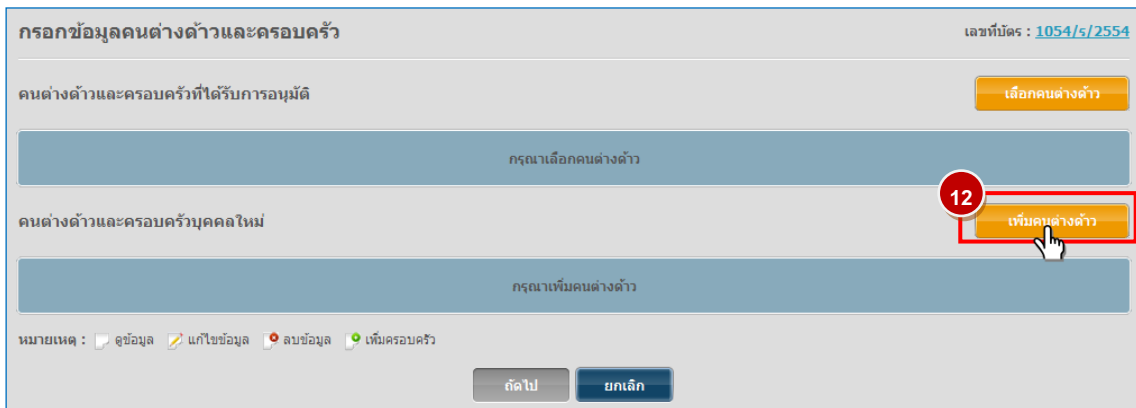 กรอกข้อมูลคนต่างด้าวและครอบครัว
เลขที่บัตร : 1054/ร/2554
คนต่างด้าวและครอบครัวที่ได้รับการอนุมัติ
เลือกคนต่างด้าว
กรุณาเลือกคนต่างด้าว
12
คนต่างด้าวและครอบครัวบุคคลใหม่
เพิ่มคนต่างด้าว
กรุณาเพิ่มคนต่างด้าว
หมายเหตุ : ดูข้อมูล แก้ไขข้อมูล ลบข้อมูล เพิ่มครอบครัว
ถัดไป ยกเลิก